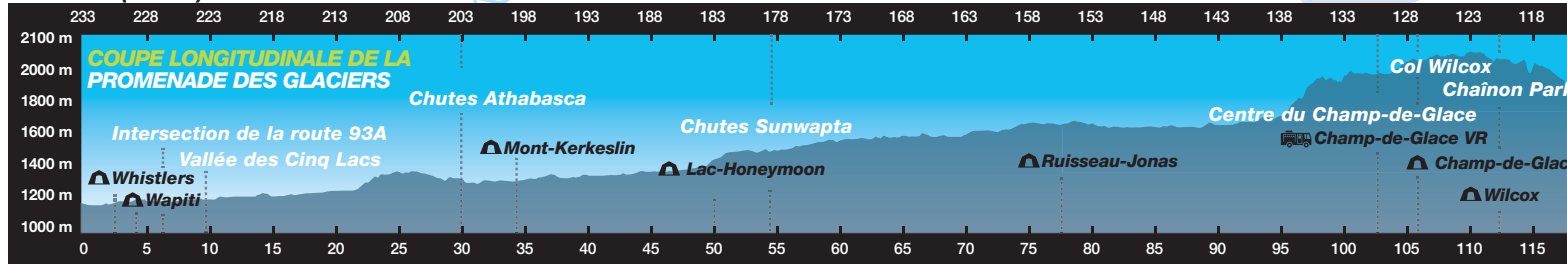 233 228 223 218 213 208 203 198 193 188 183 178 173 168 163 158 153 148 143 138 133 128 123 118
2100 m
2000 m
1800 m
1600 m
1400 m
1200 m
1000 m
COUPE LONGITUDINALE DE LA
PROMENADE DES GLACIERS
Col Wilcox
Chutes Athabasca
Chaînon Park
Centre du Champ-de-Glace
Intersection de la route 93A
Chutes Sunwapta
Champ-de-Glace VR
Vallée des Cinq Lacs
Mont-Kerkeslin
Whistlers
Lac-Honeymoon
Ruisseau-Jonas
Champ-de-Glac
Wapiti
Wilcox
0 5 10 15 20 25 30 35 40 45 50 55 60 65 70 75 80 85 90 95 100 105 110 115